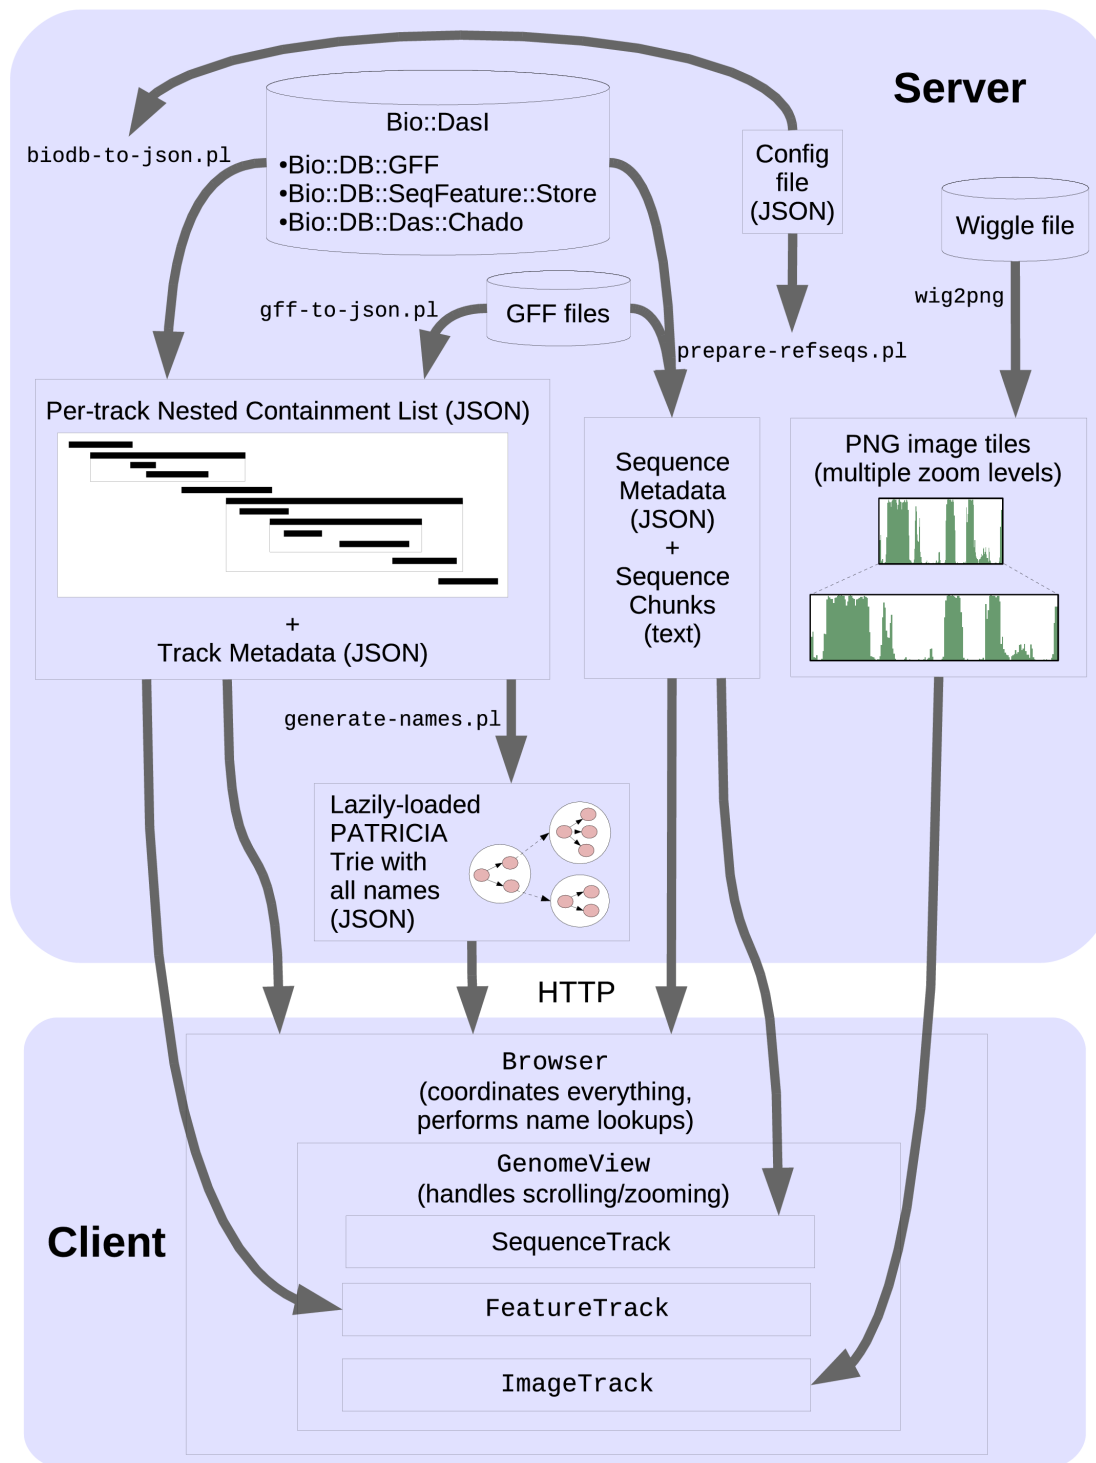 Server
biodb-to-json.pl
Bio::DasI
•Bio::DB::GFF
•Bio::DB::SeqFeature::Store
•Bio::DB::Das::Chado
Config
file
(JSON)
Wiggle file
gff-to-json.pl
GFF files
wig2png
prepare-refseqs.pl
Per-track Nested Containment List (JSON)
+
Track Metadata (JSON)
Sequence
Metadata
(JSON)
+
Sequence
Chunks
(text)
PNG image tiles
(multiple zoom levels)
generate-names.pl
Lazily-loaded
PATRICIA
Trie with
all names
(JSON)
HTTP
Client
Browser
(coordinates everything,
performs name lookups)
GenomeView
(handles scrolling/zooming)
SequenceTrack
FeatureTrack
ImageTrack